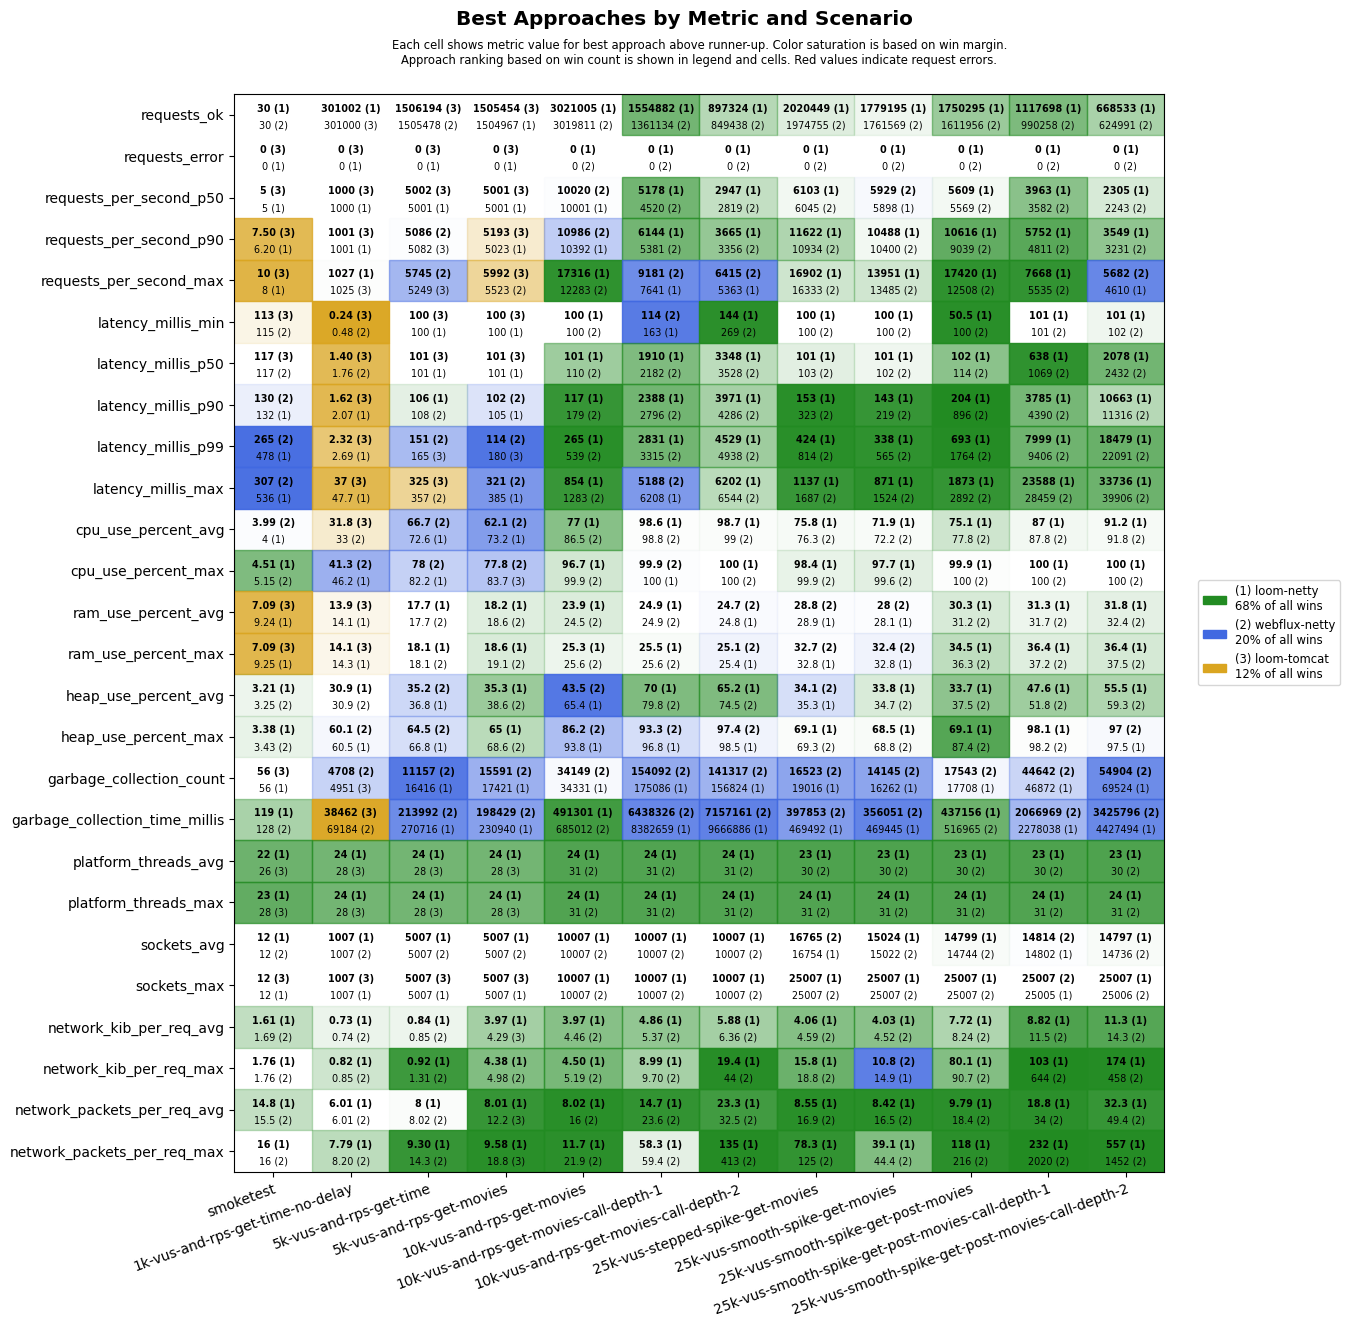 Best Approaches by Metric and Scenario
Each cell shows metric value for best approach above runner-up. Color saturation is based on win margin.
Approach ranking based on win count is shown in legend and cells. Red values indicate request errors.
requests_ok
30 (1) 301002 (1) 1506194 (3) 1505454 (3) 3021005 (1) 1554882 (1) 897324 (1) 2020449 (1) 1779195 (1) 1750295 (1) 1117698 (1) 668533 (1)
30 (2) 301000 (3) 1505478 (2) 1504967 (1) 3019811 (2) 1361134 (2) 849438 (2) 1974755 (2) 1761569 (2) 1611956 (2) 990258 (2) 624991 (2)
requests_error
0 (3) 0 (3) 0 (3) 0 (3) 0 (1) 0 (1) 0 (1) 0 (1) 0 (1) 0 (1) 0 (1) 0 (1)
0 (1) 0 (1) 0 (1) 0 (1) 0 (2) 0 (2) 0 (2) 0 (2) 0 (2) 0 (2) 0 (2) 0 (2)
requests_per_second_p50
5 (3) 1000 (3) 5002 (3) 5001 (3) 10020 (2) 5178 (1) 2947 (1) 6103 (1) 5929 (2) 5609 (1) 3963 (1) 2305 (1)
5 (1) 1000 (1) 5001 (1) 5001 (1) 10001 (1) 4520 (2) 2819 (2) 6045 (2) 5898 (1) 5569 (2) 3582 (2) 2243 (2)
requests_per_second_p90
7.50 (3) 1001 (3) 5086 (2) 5193 (3) 10986 (2) 6144 (1) 3665 (1) 11622 (1) 10488 (1) 10616 (1) 5752 (1) 3549 (1)
6.20 (1) 1001 (1) 5082 (3) 5023 (1) 10392 (1) 5381 (2) 3356 (2) 10934 (2) 10400 (2) 9039 (2) 4811 (2) 3231 (2)
requests_per_second_max
10 (3) 1027 (1) 5745 (2) 5992 (3) 17316 (1) 9181 (2) 6415 (2) 16902 (1) 13951 (1) 17420 (1) 7668 (1) 5682 (2)
8 (1) 1025 (3) 5249 (3) 5523 (2) 12283 (2) 7641 (1) 5363 (1) 16333 (2) 13485 (2) 12508 (2) 5535 (2) 4610 (1)
latency_millis_min
113 (3) 0.24 (3) 100 (3) 100 (3) 100 (1) 114 (2) 144 (1) 100 (1) 100 (1) 50.5 (1) 101 (1) 101 (1)
115 (2) 0.48 (2) 100 (1) 100 (1) 100 (2) 163 (1) 269 (2) 100 (2) 100 (2) 100 (2) 101 (2) 102 (2)
latency_millis_p50
117 (3) 1.40 (3) 101 (3) 101 (3) 101 (1) 1910 (1) 3348 (1) 101 (1) 101 (1) 102 (1) 638 (1) 2078 (1)
117 (2) 1.76 (2) 101 (1) 101 (1) 110 (2) 2182 (2) 3528 (2) 103 (2) 102 (2) 114 (2) 1069 (2) 2432 (2)
latency_millis_p90
130 (2) 1.62 (3) 106 (1) 102 (2) 117 (1) 2388 (1) 3971 (1) 153 (1) 143 (1) 204 (1) 3785 (1) 10663 (1)
132 (1) 2.07 (1) 108 (2) 105 (1) 179 (2) 2796 (2) 4286 (2) 323 (2) 219 (2) 896 (2) 4390 (2) 11316 (2)
latency_millis_p99
265 (2) 2.32 (3) 151 (2) 114 (2) 265 (1) 2831 (1) 4529 (1) 424 (1) 338 (1) 693 (1) 7999 (1) 18479 (1)
478 (1) 2.69 (1) 165 (3) 180 (3) 539 (2) 3315 (2) 4938 (2) 814 (2) 565 (2) 1764 (2) 9406 (2) 22091 (2)
latency_millis_max
307 (2) 37 (3) 325 (3) 321 (2) 854 (1) 5188 (2) 6202 (1) 1137 (1) 871 (1) 1873 (1) 23588 (1) 33736 (1)
536 (1) 47.7 (1) 357 (2) 385 (1) 1283 (2) 6208 (1) 6544 (2) 1687 (2) 1524 (2) 2892 (2) 28459 (2) 39906 (2)
cpu_use_percent_avg
3.99 (2) 31.8 (3) 66.7 (2) 62.1 (2) 77 (1) 98.6 (1) 98.7 (1) 75.8 (1) 71.9 (1) 75.1 (1) 87 (1) 91.2 (1)
4 (1) 33 (2) 72.6 (1) 73.2 (1) 86.5 (2) 98.8 (2) 99 (2) 76.3 (2) 72.2 (2) 77.8 (2) 87.8 (2) 91.8 (2)
cpu_use_percent_max
4.51 (1) 41.3 (2) 78 (2) 77.8 (2) 96.7 (1) 99.9 (2) 100 (1) 98.4 (1) 97.7 (1) 99.9 (1) 100 (1) 100 (1)
5.15 (2) 46.2 (1) 82.2 (1) 83.7 (3) 99.9 (2) 100 (1) 100 (2) 99.9 (2) 99.6 (2) 100 (2) 100 (2) 100 (2)
ram_use_percent_avg
7.09 (3) 13.9 (3) 17.7 (1) 18.2 (1) 23.9 (1) 24.9 (1) 24.7 (2) 28.8 (2) 28 (2) 30.3 (1) 31.3 (1) 31.8 (1)
9.24 (1) 14.1 (1) 17.7 (2) 18.6 (2) 24.5 (2) 24.9 (2) 24.8 (1) 28.9 (1) 28.1 (1) 31.2 (2) 31.7 (2) 32.4 (2)
ram_use_percent_max
7.09 (3) 14.1 (3) 18.1 (1) 18.6 (1) 25.3 (1) 25.5 (1) 25.1 (2) 32.7 (2) 32.4 (2) 34.5 (1) 36.4 (1) 36.4 (1)
9.25 (1) 14.3 (1) 18.1 (2) 19.1 (2) 25.6 (2) 25.6 (2) 25.4 (1) 32.8 (1) 32.8 (1) 36.3 (2) 37.2 (2) 37.5 (2)
heap_use_percent_avg
3.21 (1) 30.9 (1) 35.2 (2) 35.3 (1) 43.5 (2) 70 (1) 65.2 (1) 34.1 (2) 33.8 (1) 33.7 (1) 47.6 (1) 55.5 (1)
3.25 (2) 30.9 (2) 36.8 (1) 38.6 (2) 65.4 (1) 79.8 (2) 74.5 (2) 35.3 (1) 34.7 (2) 37.5 (2) 51.8 (2) 59.3 (2)
heap_use_percent_max
3.38 (1) 60.1 (2) 64.5 (2) 65 (1) 86.2 (2) 93.3 (2) 97.4 (2) 69.1 (1) 68.5 (1) 69.1 (1) 98.1 (1) 97 (2)
3.43 (2) 60.5 (1) 66.8 (1) 68.6 (2) 93.8 (1) 96.8 (1) 98.5 (1) 69.3 (2) 68.8 (2) 87.4 (2) 98.2 (2) 97.5 (1)
garbage_collection_count
56 (3) 4708 (2) 11157 (2) 15591 (2) 34149 (2) 154092 (2) 141317 (2) 16523 (2) 14145 (2) 17543 (2) 44642 (2) 54904 (2)
56 (1) 4951 (3) 16416 (1) 17421 (1) 34331 (1) 175086 (1) 156824 (1) 19016 (1) 16262 (1) 17708 (1) 46872 (1) 69524 (1)
garbage_collection_time_millis
119 (1) 38462 (3) 213992 (2) 198429 (2) 491301 (1) 6438326 (2) 7157161 (2) 397853 (2) 356051 (2) 437156 (1) 2066969 (2) 3425796 (2)
128 (2) 69184 (2) 270716 (1) 230940 (1) 685012 (2) 8382659 (1) 9666886 (1) 469492 (1) 469445 (1) 516965 (2) 2278038 (1) 4427494 (1)
platform_threads_avg
22 (1) 24 (1) 24 (1) 24 (1) 24 (1) 24 (1) 24 (1) 23 (1) 23 (1) 23 (1) 23 (1) 23 (1)
26 (3) 28 (3) 28 (3) 28 (3) 31 (2) 31 (2) 31 (2) 30 (2) 30 (2) 30 (2) 30 (2) 30 (2)
platform_threads_max
23 (1) 24 (1) 24 (1) 24 (1) 24 (1) 24 (1) 24 (1) 24 (1) 24 (1) 24 (1) 24 (1) 24 (1)
28 (3) 28 (3) 28 (3) 28 (3) 31 (2) 31 (2) 31 (2) 31 (2) 31 (2) 31 (2) 31 (2) 31 (2)
sockets_avg
12 (1) 1007 (1) 5007 (1) 5007 (1) 10007 (1) 10007 (1) 10007 (1) 16765 (2) 15024 (2) 14799 (1) 14814 (2) 14797 (1)
12 (2) 1007 (2) 5007 (2) 5007 (2) 10007 (2) 10007 (2) 10007 (2) 16754 (1) 15022 (2) 14744 (2) 14802 (1) 14736 (2)
sockets_max
12 (3) 1007 (3) 5007 (3) 5007 (3) 10007 (1) 10007 (1) 10007 (1) 25007 (1) 25007 (1) 25007 (1) 25007 (2) 25007 (1)
12 (1) 1007 (1) 5007 (1) 5007 (1) 10007 (2) 10007 (2) 10007 (2) 25007 (2) 25007 (2) 25007 (2) 25005 (1) 25006 (2)
network_kib_per_req_avg
1.61 (1) 0.73 (1) 0.84 (1) 3.97 (1) 3.97 (1) 4.86 (1) 5.88 (1) 4.06 (1) 4.03 (1) 7.72 (1) 8.82 (1) 11.3 (1)
1.69 (2) 0.74 (2) 0.85 (2) 4.29 (3) 4.46 (2) 5.37 (2) 6.36 (2) 4.59 (2) 4.52 (2) 8.24 (2) 11.5 (2) 14.3 (2)
network_kib_per_req_max
1.76 (1) 0.82 (1) 0.92 (1) 4.38 (1) 4.50 (1) 8.99 (1) 19.4 (1) 15.8 (1) 10.8 (2) 80.1 (1) 103 (1) 174 (1)
1.76 (2) 0.85 (2) 1.31 (2) 4.98 (2) 5.19 (2) 9.70 (2) 44 (2) 18.8 (2) 14.9 (1) 90.7 (2) 644 (2) 458 (2)
network_packets_per_req_avg
14.8 (1) 6.01 (1) 8 (1) 8.01 (1) 8.02 (1) 14.7 (1) 23.3 (1) 8.55 (1) 8.42 (1) 9.79 (1) 18.8 (1) 32.3 (1)
15.5 (2) 6.01 (2) 8.02 (2) 12.2 (3) 16 (2) 23.6 (2) 32.5 (2) 16.9 (2) 16.5 (2) 18.4 (2) 34 (2) 49.4 (2)
network_packets_per_req_max
16 (1) 7.79 (1) 9.30 (1) 9.58 (1) 11.7 (1) 58.3 (1) 135 (1) 78.3 (1) 39.1 (1) 118 (1) 232 (1) 557 (1)
16 (2) 8.20 (2) 14.3 (2) 18.8 (3) 21.9 (2) 59.4 (2) 413 (2) 125 (2) 44.4 (2) 216 (2) 2020 (2) 1452 (2)
smoketest
1k-vus-and-rps-get-time-no-delay
5k-vus-and-rps-get-time
5k-vus-and-rps-get-movies
10k-vus-and-rps-get-movies
10k-vus-and-rps-get-movies-call-depth-1
10k-vus-and-rps-get-movies-call-depth-2
25k-vus-stepped-spike-get-movies
25k-vus-smooth-spike-get-movies
25k-vus-smooth-spike-get-post-movies
25k-vus-smooth-spike-get-post-movies-call-depth-1
25k-vus-smooth-spike-get-post-movies-call-depth-2
(1) loom-netty
68% of all wins
(2) webflux-netty
20% of all wins
(3) loom-tomcat
12% of all wins